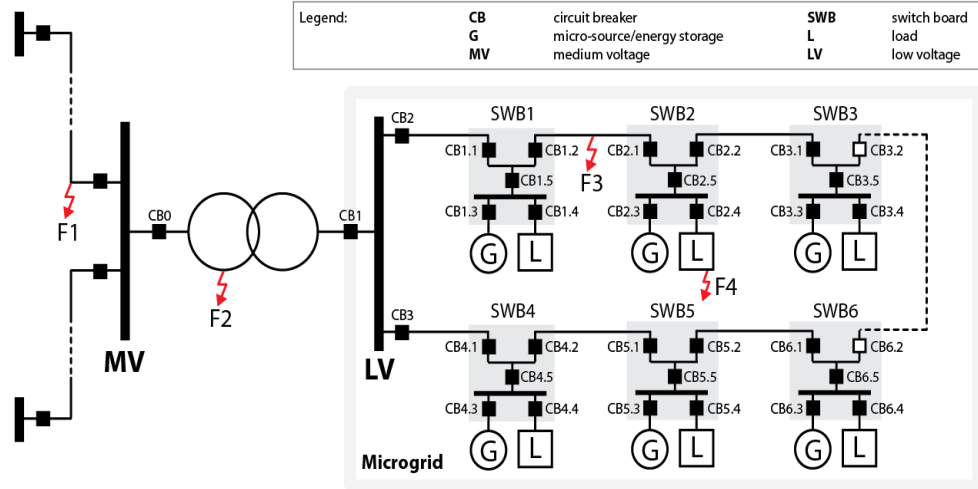 Legend: CB circuit breaker SWB switch board
G micro-source/energy storage L load
MV medium voltage LV low voltage
CB2 SWB1 SWB2 SWB3
CB1.1 CB1.2 CB2.1 CB2.2 CB3.1 CB3.2
F3
CB1.5 CB2.5 CB3.5
CB1.3 CB1.4 CB2.3 CB2.4 CB3.3 CB3.4
F1 CB0 CB1
G L G L G L
F4
F2
CB3 SWB4 SWB5 SWB6
MV LV
CB4.1 CB4.2 CB5.1 CB5.2 CB6.1 CB6.2
CB4.5 CB5.5 CB6.5
CB4.3 CB4.4 CB5.3 CB5.4 CB6.3 CB6.4
G L G L G L
Microgrid